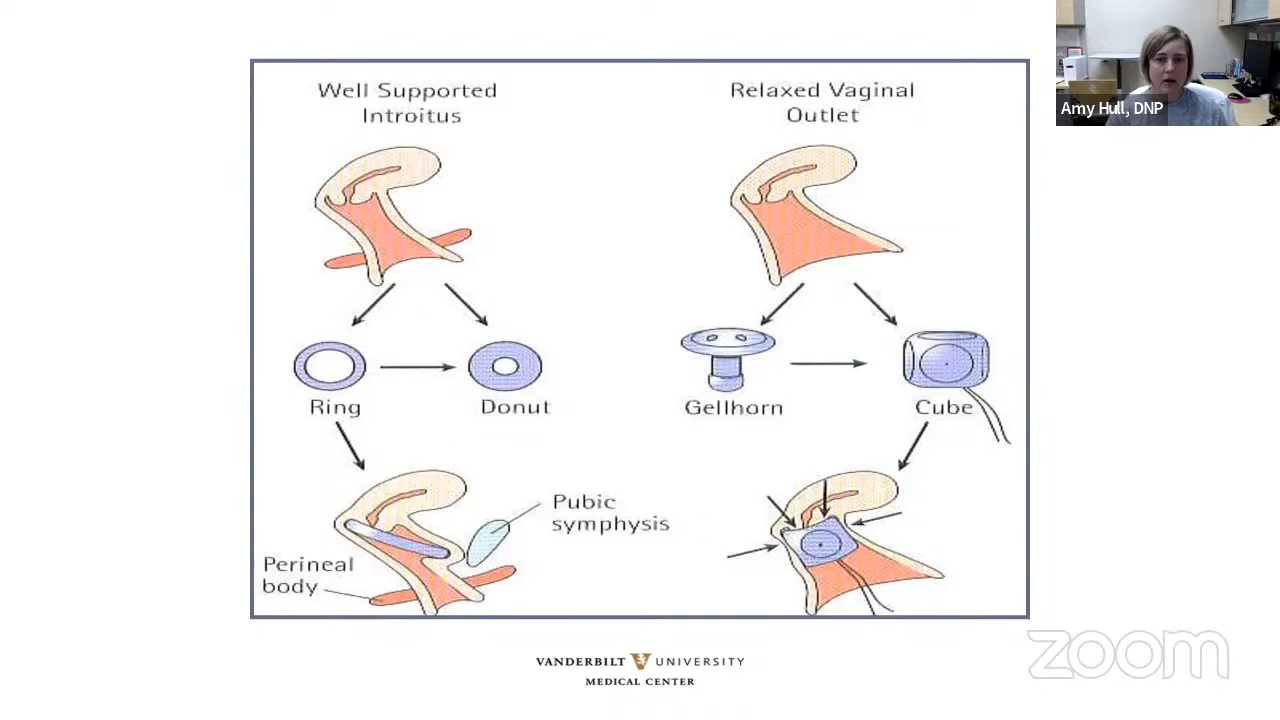 Well Supported
Introitus
Relaxed Vaginal
Outlet
Ring
Donut
Gellhorn
Cube
Pubic
symphysis
Perineal
body
VANDERBILT UNIVERSITY
MEDICAL CENTER
Amy Hull, DNP
zoom